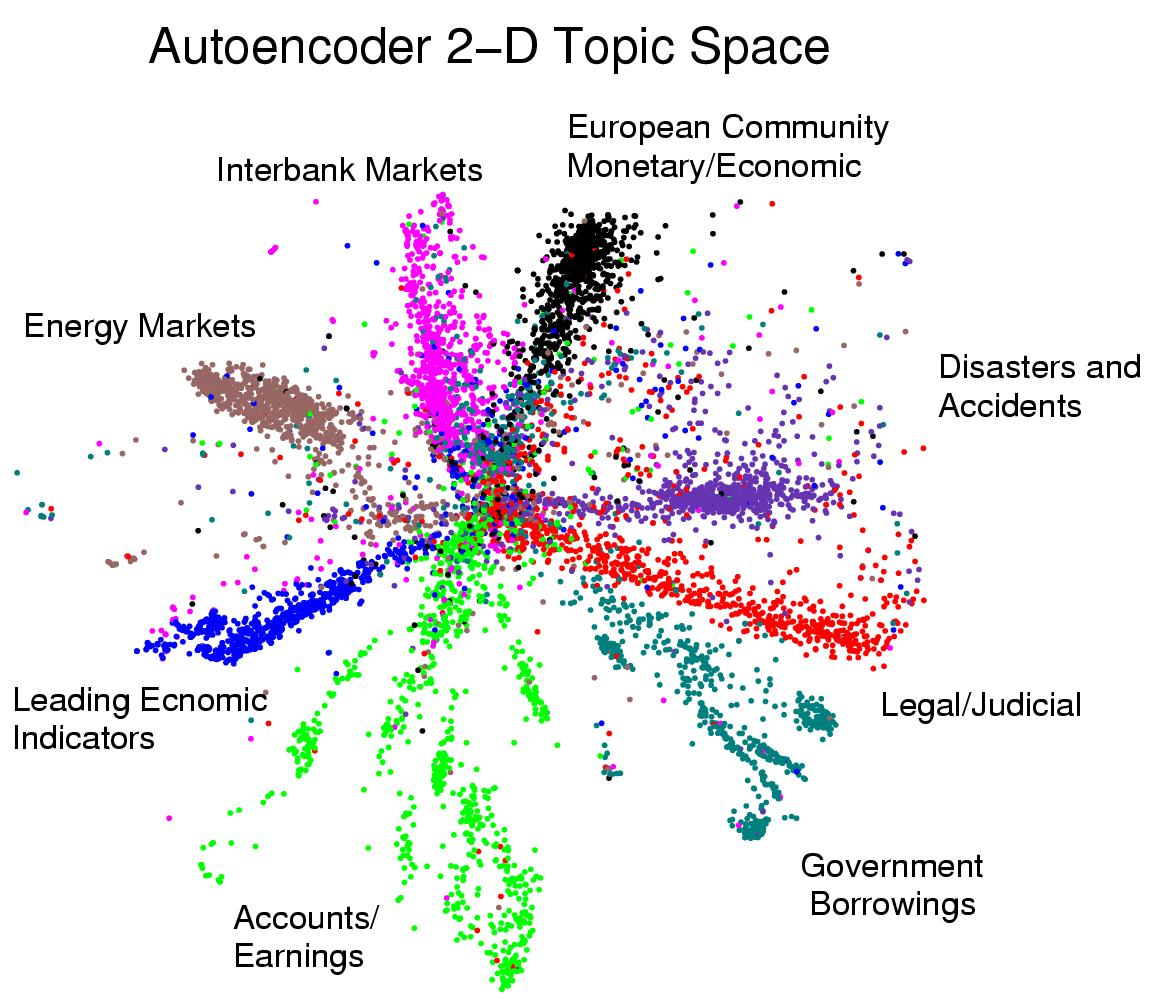 Autoencoder 2−D Topic Space
European Community
Monetary/Economic
Interbank Markets
Energy Markets
Disasters and
Accidents
Leading Ecnomic
Indicators
Legal/Judicial
Government
Borrowings
Accounts/
Earnings